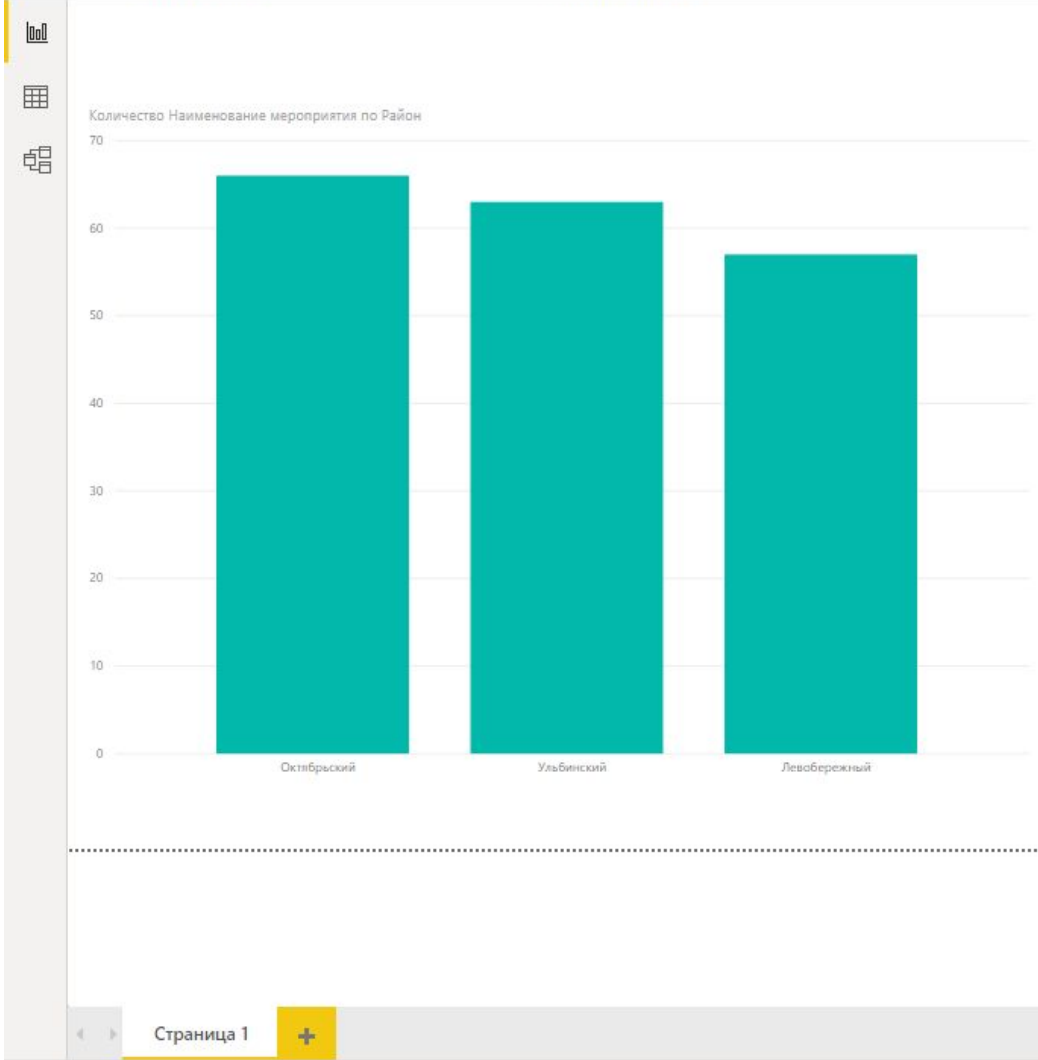 Количество Наименование мероприятия по Район
70
60
50
40
30
20
10
0
Октябрьский
Ульбинский
Левобережный
Страница 1